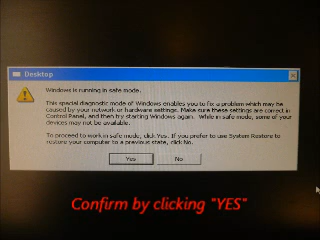 Desktop
Windows is running in safe mode.
This special diagnostic mode of Windows enables you to fix a problem which may be
caused by your network or hardware settings. Make sure these settings are correct in
Control Panel, and then try starting Windows again. While in safe mode, some of your
devices may not be available.
To proceed to work in safe mode, click Yes. If you prefer to use System Restore to
restore your computer to a previous state, click No.
Yes
No
Confirm by clicking "YES"